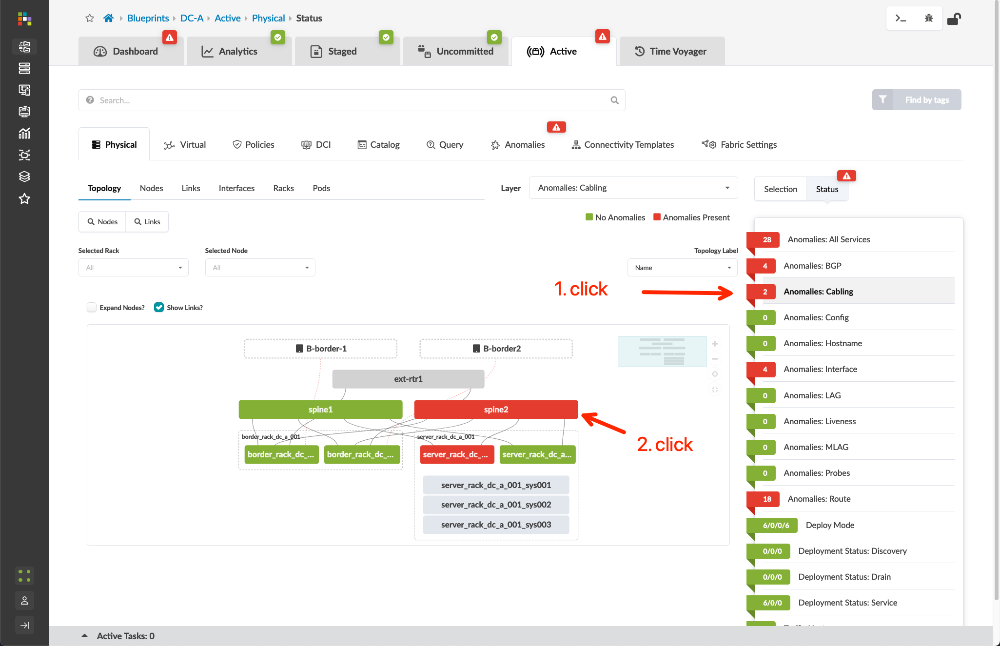 Blueprints DC-A Active Physical Status
Dashboard
Analytics
Staged
Uncommitted
Active
Time Voyager
Search...
Find by tags
Physical
Virtual
Policies
DCI
Catalog
Query
Anomalies
Connectivity Templates
Fabric Settings
Topology
Nodes
Links
Interfaces
Racks
Pods
Layer
Anomalies: Cabling
Selection
Status
Nodes
Links
No Anomalies
Anomalies Present
Selected Rack
All
Selected Node
All
Topology Label
Name
1. click
Expand Nodes?
Show Links?
B-border-1
B-border2
ext-rtr1
spine1
spine2
2. click
border_rack_dc_a_001
border_rack_dc_...
border_rack_dc_...
server_rack_dc_a_001
server_rack_dc_...
server_rack_dc_a...
server_rack_dc_a_001_sys001
server_rack_dc_a_001_sys002
server_rack_dc_a_001_sys003
28 Anomalies: All Services
4 Anomalies: BGP
2 Anomalies: Cabling
0 Anomalies: Config
0 Anomalies: Hostname
4 Anomalies: Interface
0 Anomalies: LAG
0 Anomalies: Liveness
0 Anomalies: MLAG
0 Anomalies: Probes
18 Anomalies: Route
6/0/0/6 Deploy Mode
0/0/0 Deployment Status: Discovery
0/0/0 Deployment Status: Drain
6/0/0 Deployment Status: Service
Active Tasks: 0